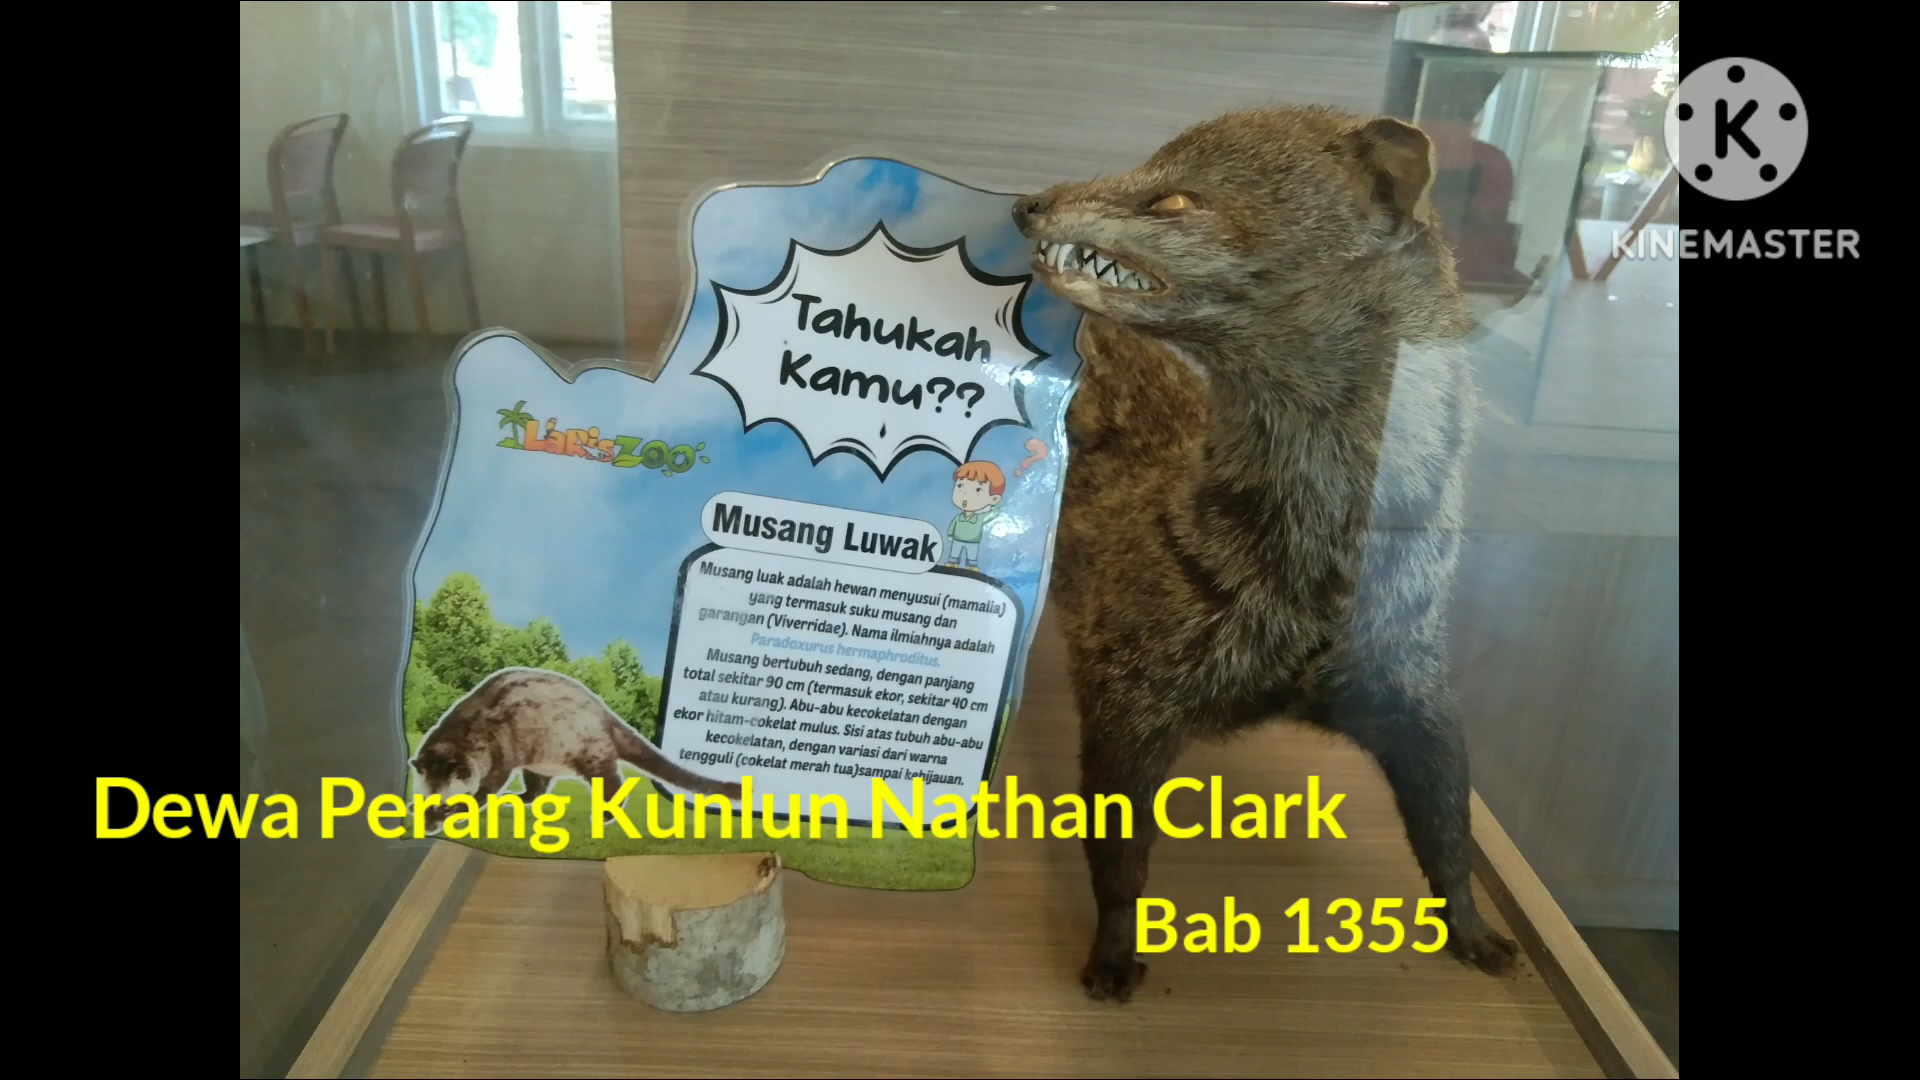 K
KINEMASTER
Tahukah
Kamu??
LaRisZOO
Musang Luwak
Musang luak adalah hewan menyusui (mamalia)
yang termasuk suku musang dan
garangan (Viverridae). Nama ilmiahnya adalah
Paradoxurus hermaphroditus.
Musang bertubuh sedang, dengan panjang
total sekitar 90 cm (termasuk ekor, sekitar 40 cm
atau kurang). Abu-abu kecokelatan dengan
ekor hitam-cokelat mulus. Sisi atas tubuh abu-abu
kecokelatan, dengan variasi dari warna
tengguli (cokelat merah tua)sampai kehijauan.
Dewa Perang Kunlun Nathan Clark
Bab 1355